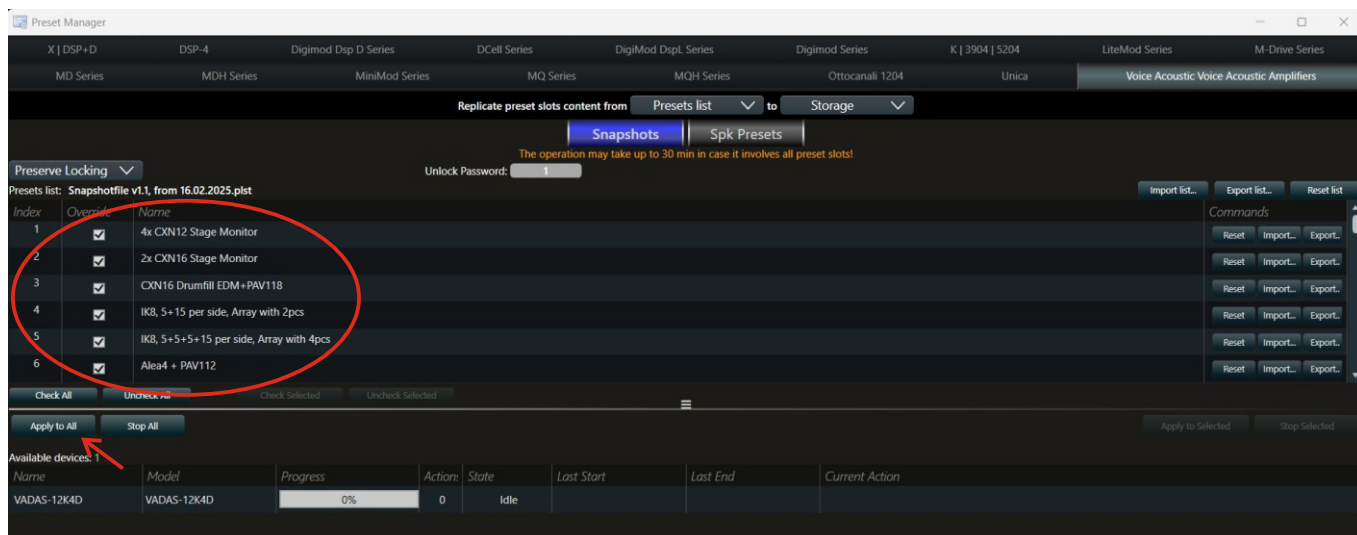 Preset Manager
X | DSP+D DSP-4 Digimod Dsp D Series DCell Series DigiMod DspL Series Digimod Series K | 3904 | 5204 LiteMod Series M-Drive Series
MD Series MDH Series MiniMod Series MQ Series MQH Series Ottocanali 1204 Unica Voice Acoustic Voice Acoustic Amplifiers
Replicate preset slots content from Presets list to Storage
Snapshots Spk Presets
The operation may take up to 30 min in case it involves all preset slots!
Preserve Locking Unlock Password: 1
Presets list: Snapshotfile v1.1, from 16.02.2025.plst Import list... Export list... Reset list
Index Override Name Commands
1 4x CXN12 Stage Monitor Reset Import... Export..
2 2x CXN16 Stage Monitor Reset Import... Export..
3 CXN16 Drumfill EDM+PAV118 Reset Import... Export..
4 IK8, 5+15 per side, Array with 2pcs Reset Import... Export..
5 IK8, 5+5+5+15 per side, Array with 4pcs Reset Import... Export..
6 Alea4 + PAV112 Reset Import... Export..
Check All Uncheck All Check Selected Uncheck Selected
Apply to All Stop All Apply to Selected Stop Selected
Available devices: 1
Name Model Progress Action: State Last Start Last End Current Action
VADAS-12K4D VADAS-12K4D 0% 0 Idle